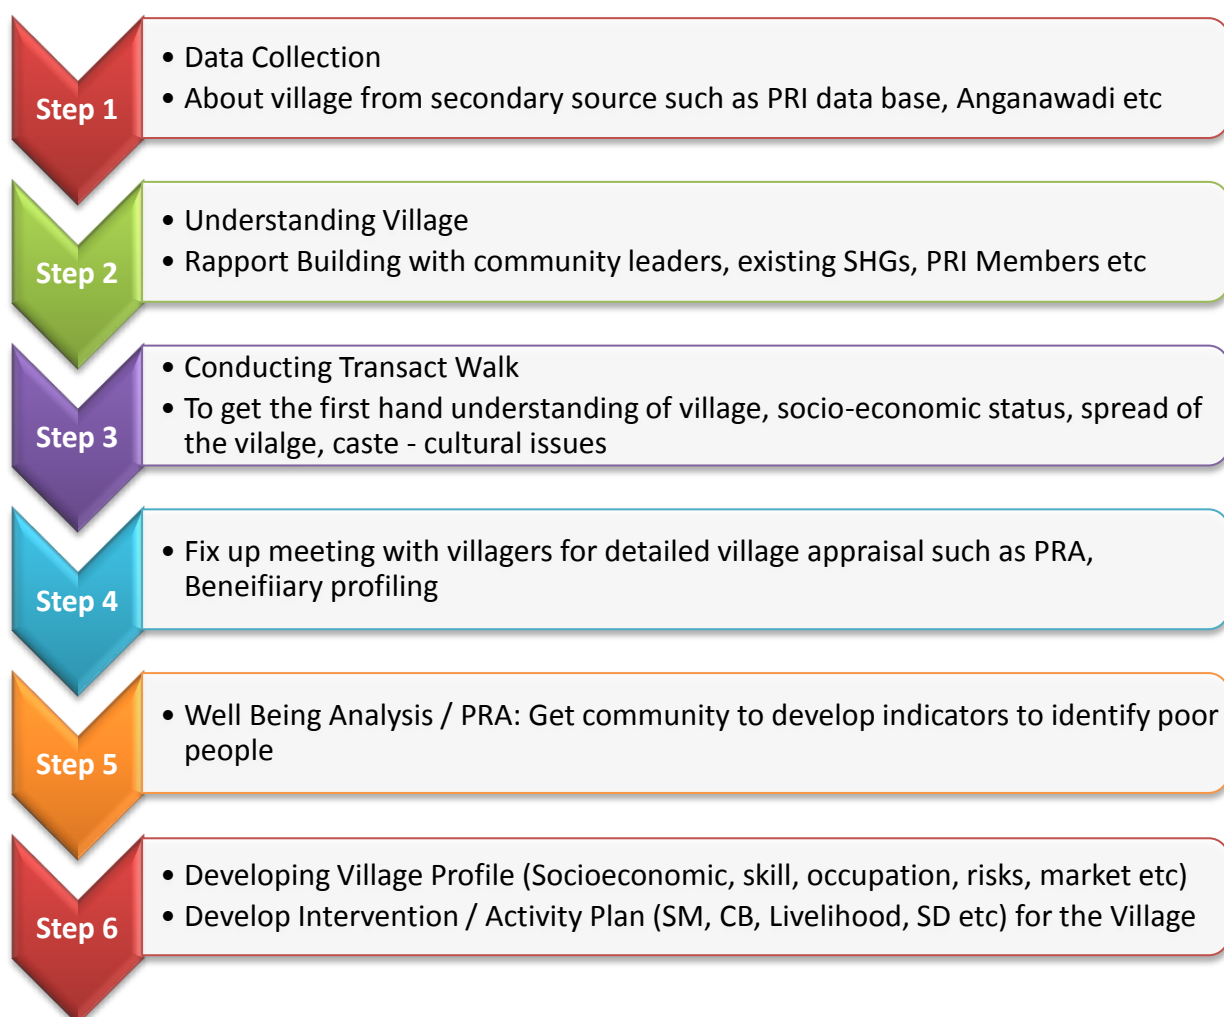 Step 1
• Data Collection
• About village from secondary source such as PRI data base, Anganawadi etc
Step 2
• Understanding Village
• Rapport Building with community leaders, existing SHGs, PRI Members etc
Step 3
• Conducting Transact Walk
• To get the first hand understanding of village, socio-economic status, spread of
the vilalge, caste - cultural issues
Step 4
• Fix up meeting with villagers for detailed village appraisal such as PRA,
Beneifiiary profiling
Step 5
• Well Being Analysis / PRA: Get community to develop indicators to identify poor
people
Step 6
• Developing Village Profile (Socioeconomic, skill, occupation, risks, market etc)
• Develop Intervention / Activity Plan (SM, CB, Livelihood, SD etc) for the Village